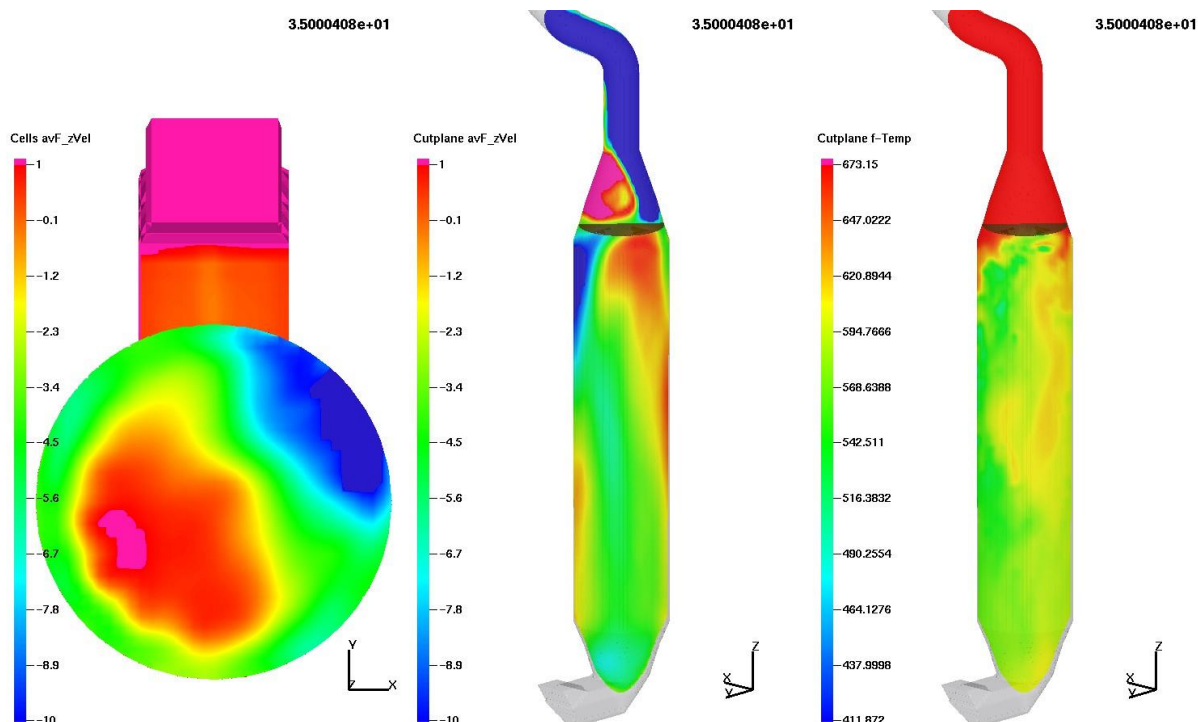 3.5000408e+01
3.5000408e+01
3.5000408e+01
Cells avF_zVel
1
-0.1
-1.2
-2.3
-3.4
-4.5
-5.6
-6.7
-7.8
-8.9
-10
Y
Z
X
Cutplane avF_zVel
1
-0.1
-1.2
-2.3
-3.4
-4.5
-5.6
-6.7
-7.8
-8.9
-10
Z
X
Y
Cutplane f-Temp
673.15
647.0222
620.8944
594.7666
568.6388
542.511
516.3832
490.2554
464.1276
437.9998
411.872
Z
X
Y